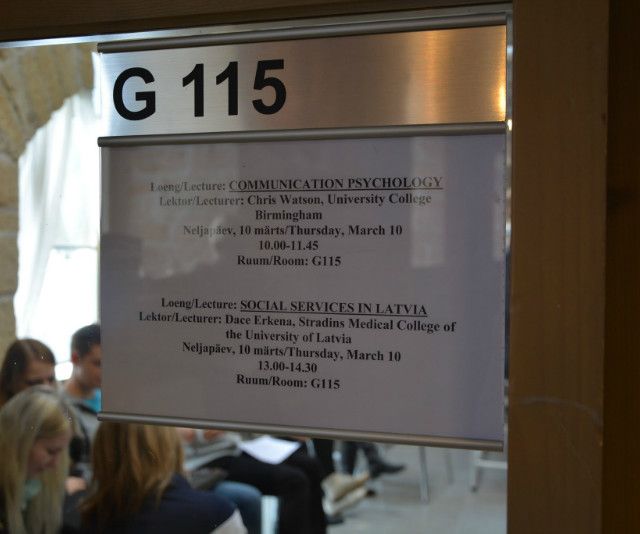 G 115
Loeng/Lecture: COMMUNICATION PSYCHOLOGY
Lektor/Lecturer: Chris Watson, University College
Birmingham
Neljapäev, 10 märts/Thursday, March 10
10.00-11.45
Ruum/Room: G115
Loeng/Lecture: SOCIAL SERVICES IN LATVIA
Lektor/Lecturer: Dace Erkena, Stradins Medical College of
the University of Latvia
Neljapäev, 10 märts/Thursday, March 10
13.00-14.30
Ruum/Room: G115